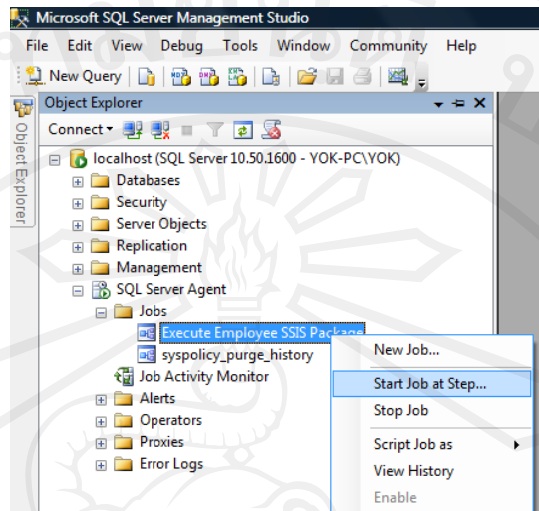 Microsoft SQL Server Management Studio
File Edit View Debug Tools Window Community Help
New Query
Object Explorer
Object Explorer
Connect
localhost (SQL Server 10.50.1600 - YOK-PC\YOK)
Databases
Security
Server Objects
Replication
Management
SQL Server Agent
Jobs
Execute Employee SSIS Package
syspolicy_purge_history
Job Activity Monitor
Alerts
Operators
Proxies
Error Logs
New Job...
Start Job at Step...
Stop Job
Script Job as
View History
Enable